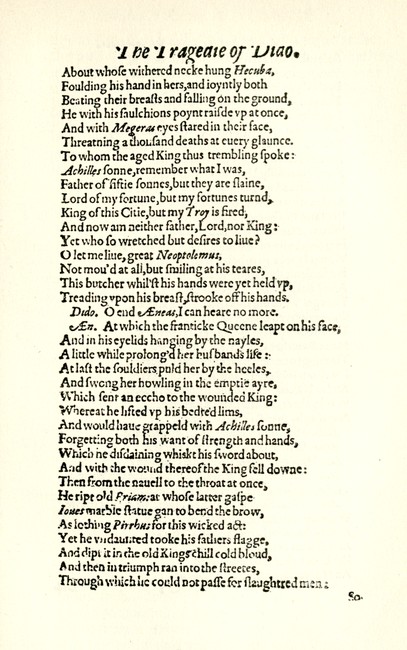 The Tragedie of Dido.
About whose withered necke hung Hecuba,
Foulding his hand in hers, and ioyntly both
Beating their breasts and falling on the ground,
He with his faulchions poynt raisde vp at once,
And with Megeras eyes stared in their face,
Threatning a thousand deaths at euery glaunce.
To whom the aged King thus trembling spoke:
Achilles sonne, remember what I was,
Father of fiftie sonnes, but they are slaine,
Lord of my fortune, but my fortunes turnd,
King of this Citie, but my Troy is fired,
And now am neither father, Lord, nor King:
Yet who so wretched but desires to liue?
O let me liue, great Neoptolemus,
Not mou'd at all, but smiling at his teares,
This butcher whil'st his hands were yet held vp,
Treading vpon his breast, strooke off his hands.
Dido. O end Æneas, I can heare no more.
Æn. At which the franticke Queene leapt on his face,
And in his eyelids hanging by the nayles,
A little while prolong'd her husbands life:
At last the souldiers puld her by the heeles,
And swong her howling in the emptie ayre,
Which sent an eccho to the wounded King:
Whereat he lifted vp his bedred lims,
And would haue grappeld with Achilles sonne,
Forgetting both his want of strength and hands,
Which he disdaining whiskt his sword about,
And with the wound thereof the King fell downe:
Then from the nauell to the throat at once,
He ript old Priam: at whose latter gaspe
Ioues marble statue gan to bend the brow,
As lothing Pirrhus for this wicked act:
Yet he vndaunted tooke his fathers flagge,
And dipt it in the old Kings chill cold bloud,
And then in triumph ran into the streetes,
Through which he could not passe for slaughtred men:
So